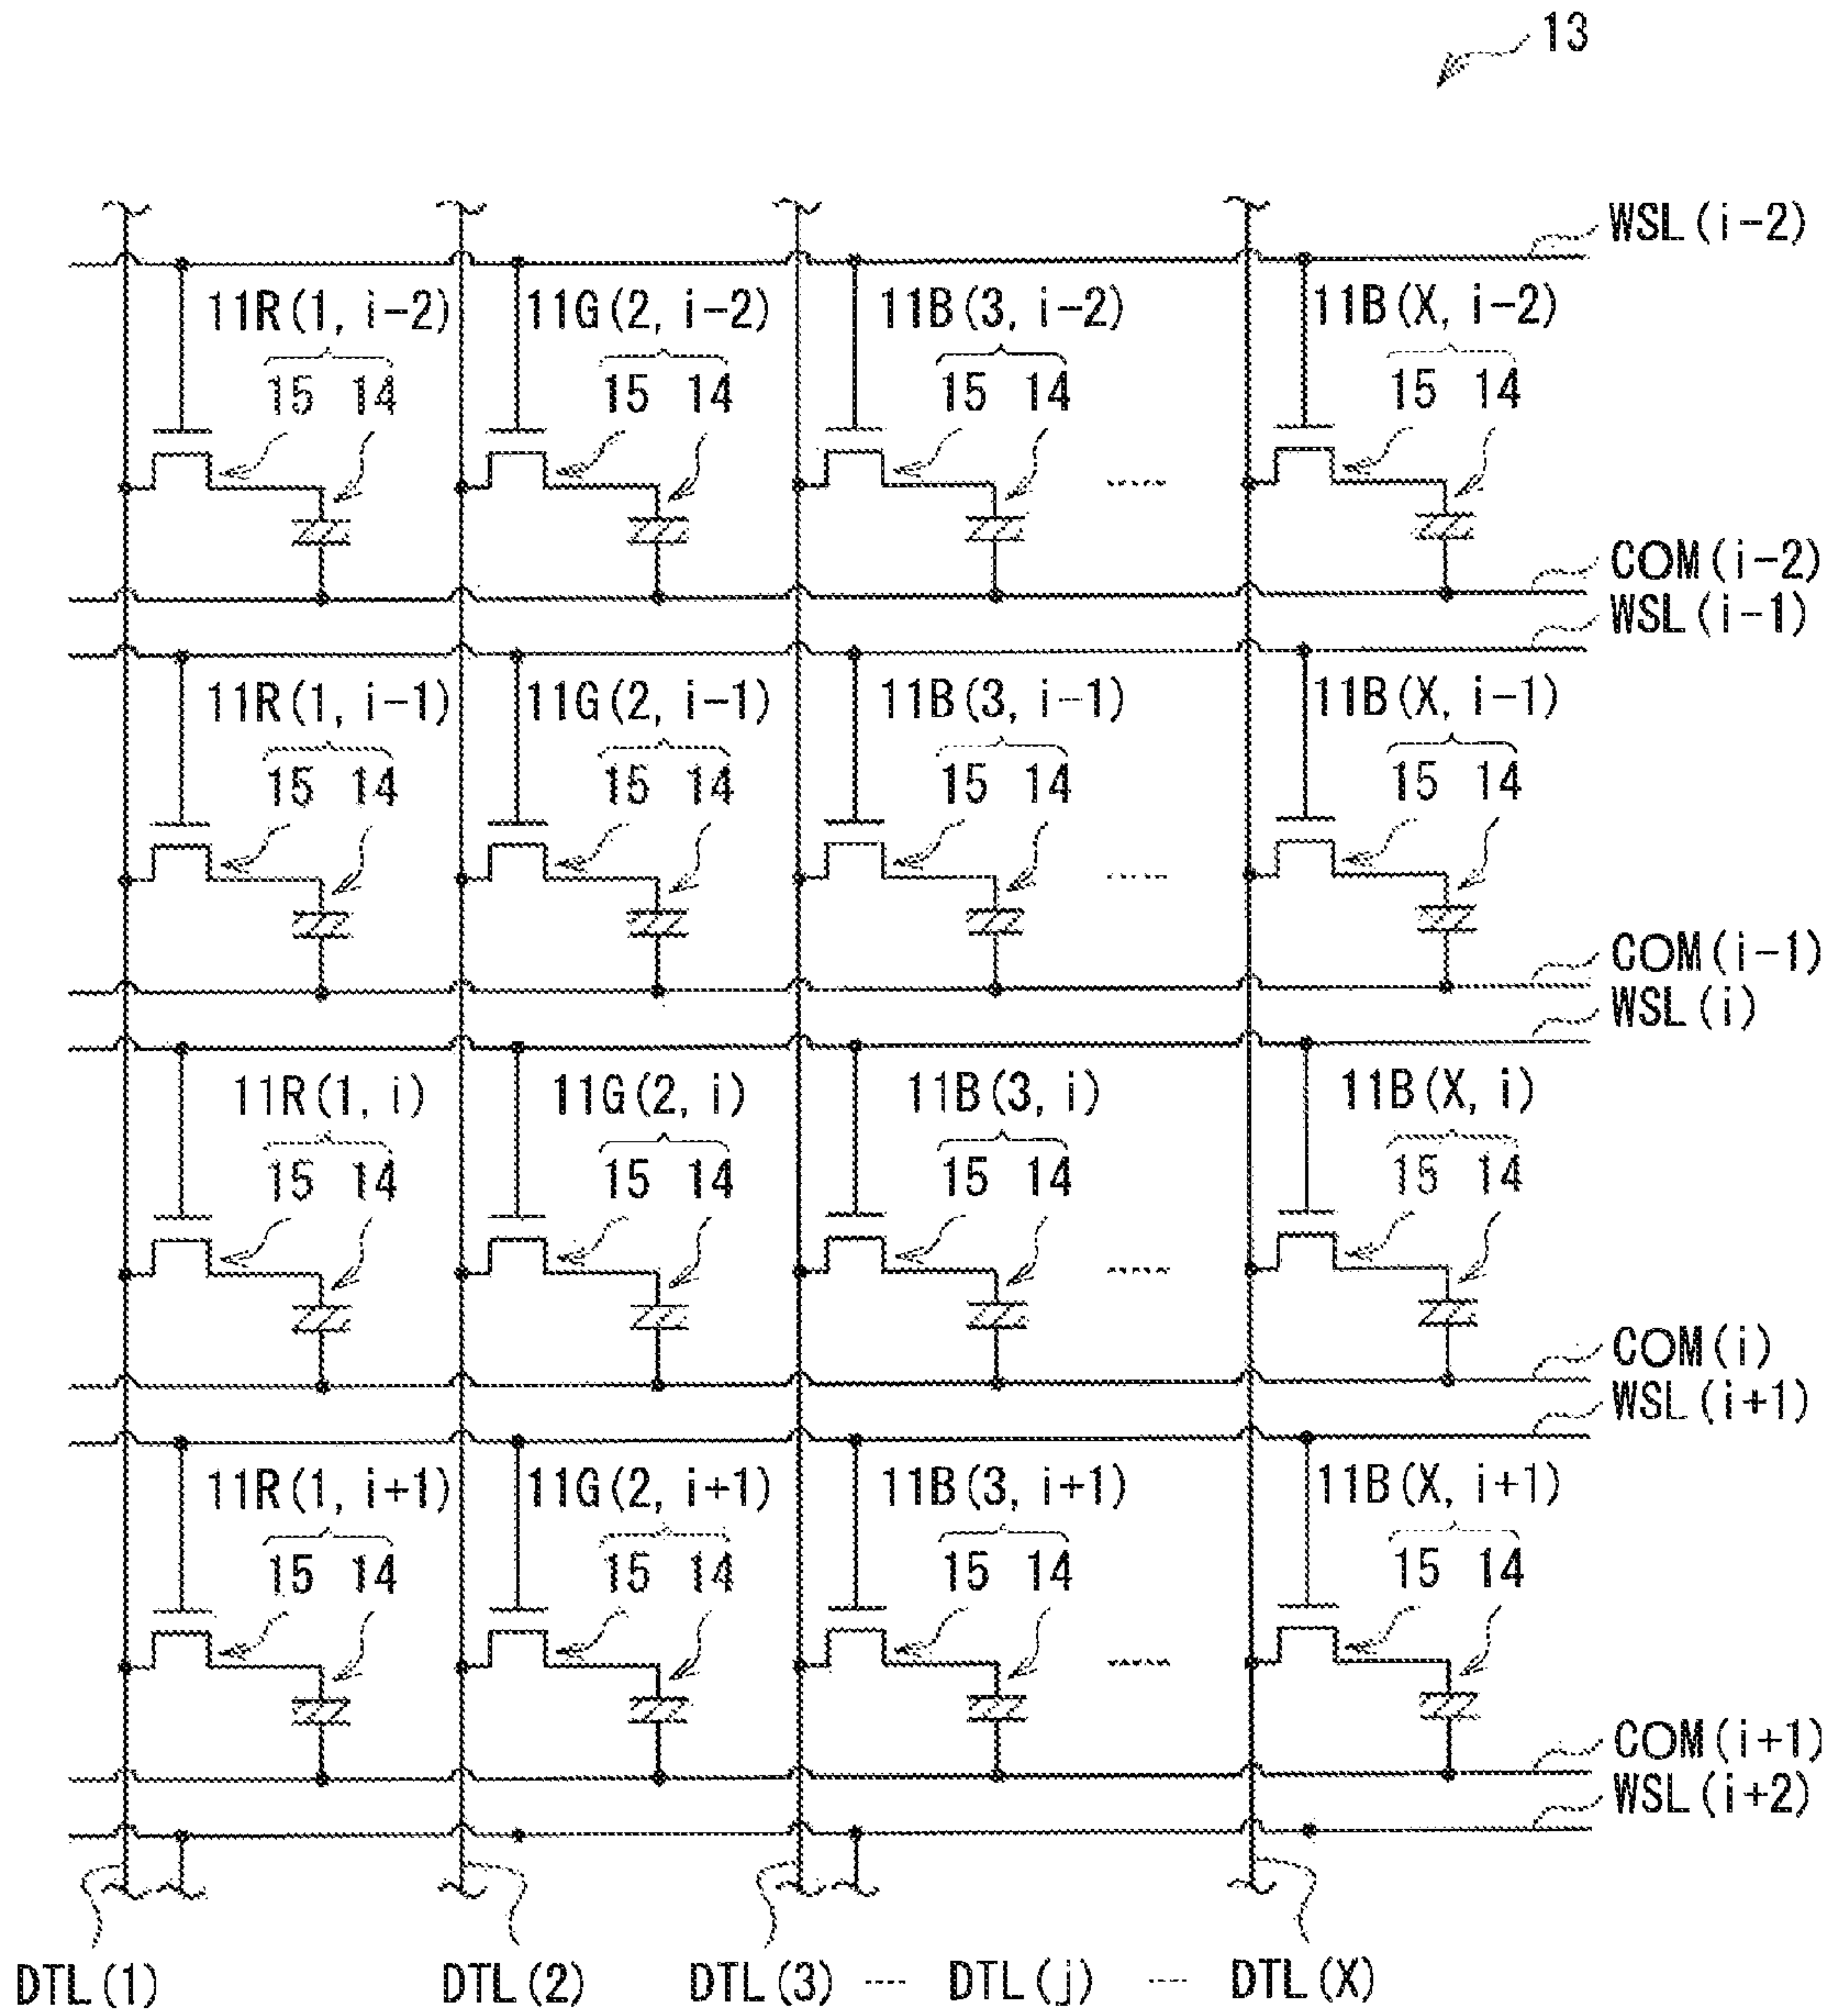 13
WSL(i-2)
11R(1, i-2) 11G(2, i-2) 11B(3, i-2) 11B(X, i-2)
15 14 15 14 15 14 15 14
COM(i-2)
WSL(i-1)
11R(1, i-1) 11G(2, i-1) 11B(3, i-1) 11B(X, i-1)
15 14 15 14 15 14 15 14
COM(i-1)
WSL(i)
11R(1, i) 11G(2, i) 11B(3, i) 11B(X, i)
15 14 15 14 15 14 15 14
COM(i)
WSL(i+1)
11R(1, i+1) 11G(2, i+1) 11B(3, i+1) 11B(X, i+1)
15 14 15 14 15 14 15 14
COM(i+1)
WSL(i+2)
DTL(1) DTL(2) DTL(3) ---- DTL(j) ---- DTL(X)